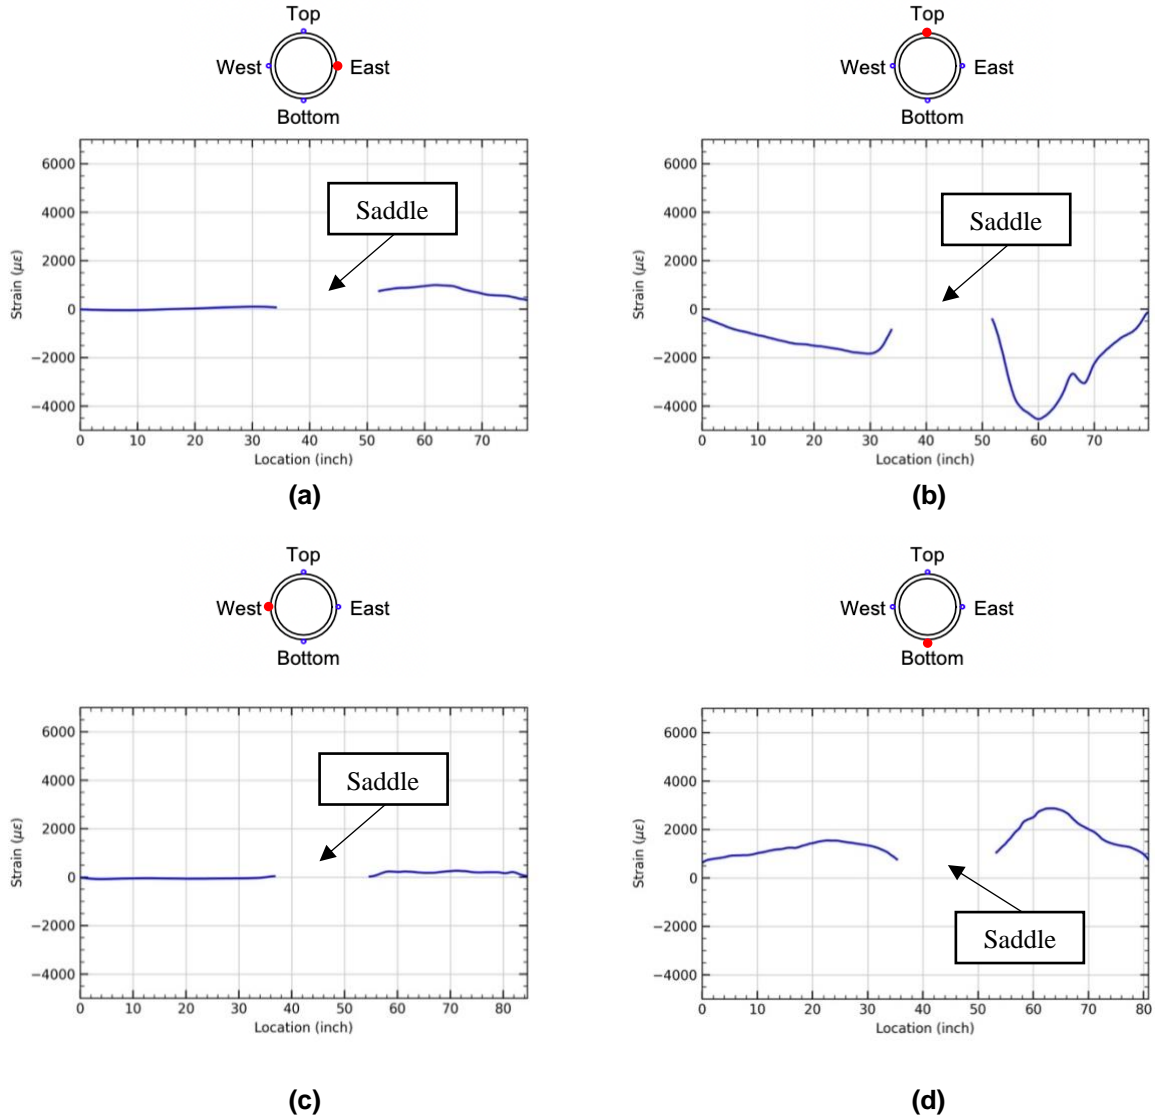 Top
West East
Bottom
6000
4000
2000
0
−2000
−4000
Strain (με)
Saddle
0 10 20 30 40 50 60 70
Location (inch)
(a)
Top
West East
Bottom
6000
4000
2000
0
−2000
−4000
Strain (με)
Saddle
0 10 20 30 40 50 60 70
Location (inch)
(b)
Top
West East
Bottom
6000
4000
2000
0
−2000
−4000
Strain (με)
Saddle
0 10 20 30 40 50 60 70 80
Location (inch)
(c)
Top
West East
Bottom
6000
4000
2000
0
−2000
−4000
Strain (με)
Saddle
0 10 20 30 40 50 60 70 80
Location (inch)
(d)